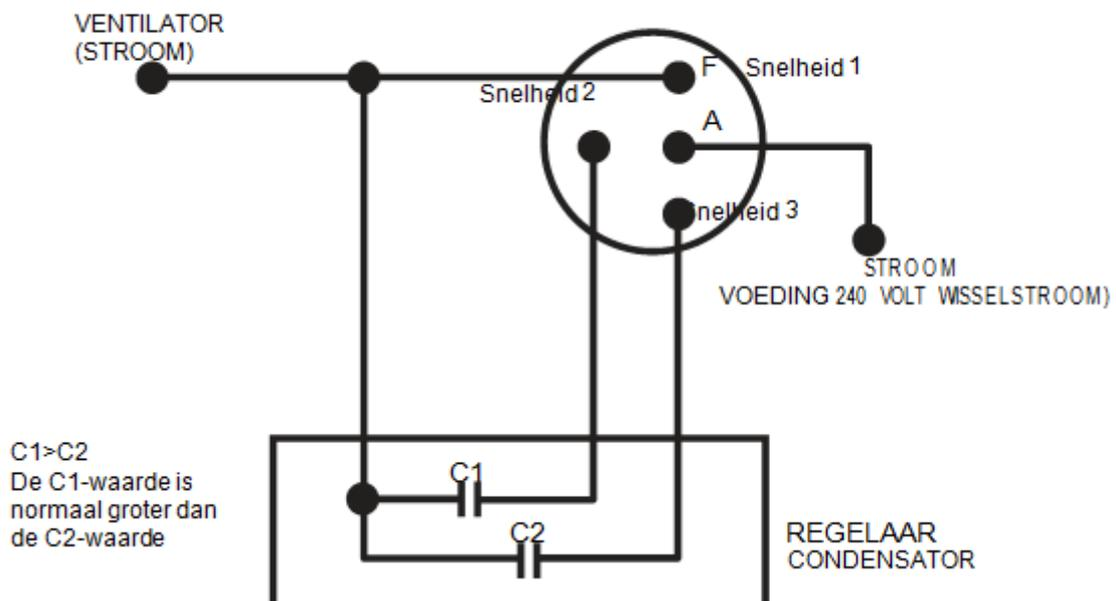 VENTILATOR
(STROOM)
F
Snelheid 1
Snelheid 2
A
Snelheid 3
STROOM
VOEDING 240 VOLT WISSELSTROOM)
C1>C2
De C1-waarde is
normaal groter dan
de C2-waarde
C1
C2
REGELAAR
CONDENSATOR